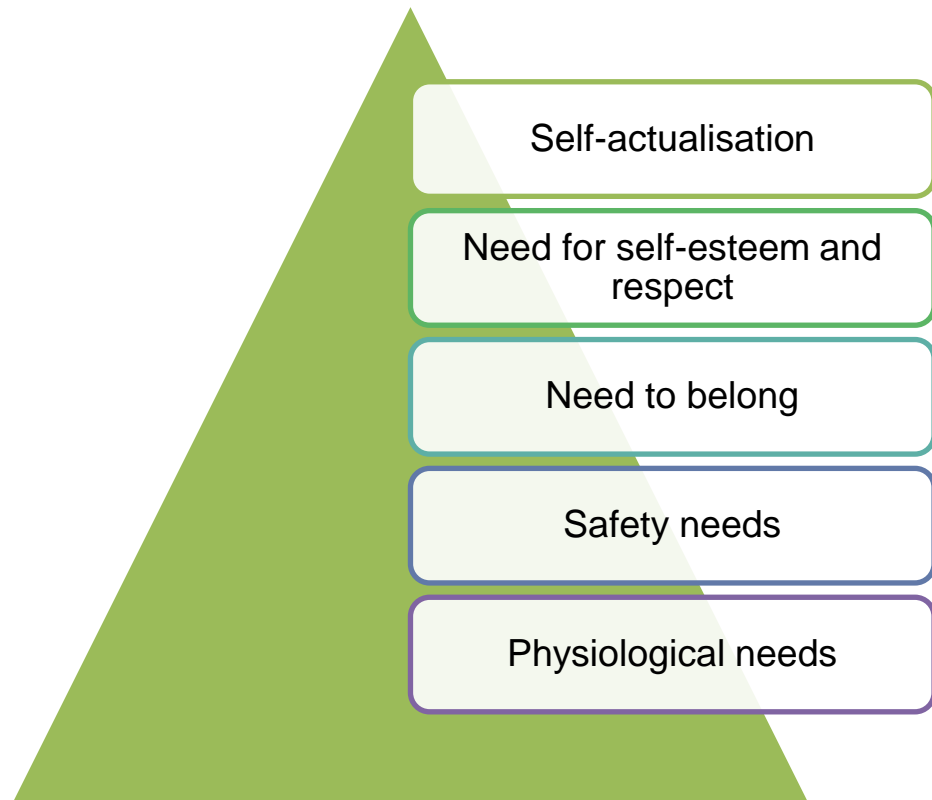 Self-actualisation
Need for self-esteem and
respect
Need to belong
Safety needs
Physiological needs